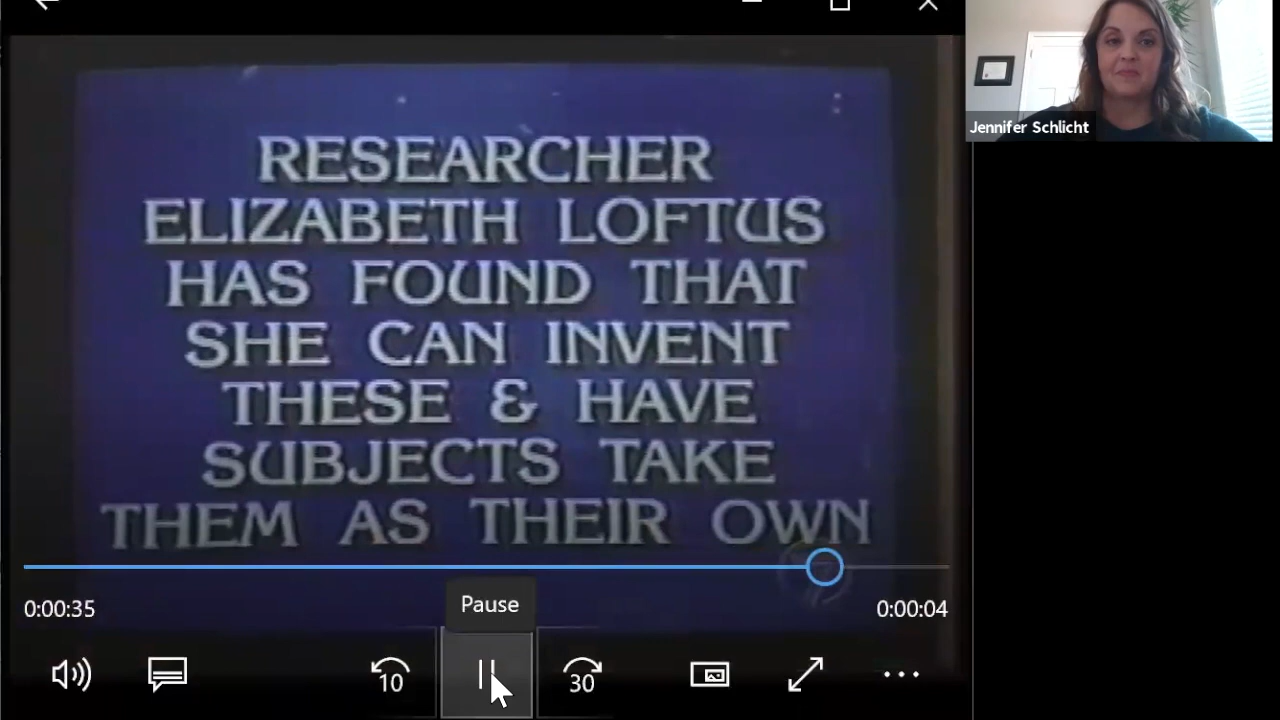 Jennifer Schlicht
RESEARCHER
ELIZABETH LOFTUS
HAS FOUND THAT
SHE CAN INVENT
THESE & HAVE
SUBJECTS TAKE
THEM AS THEIR OWN
0:00:35
Pause
0:00:04
10
30